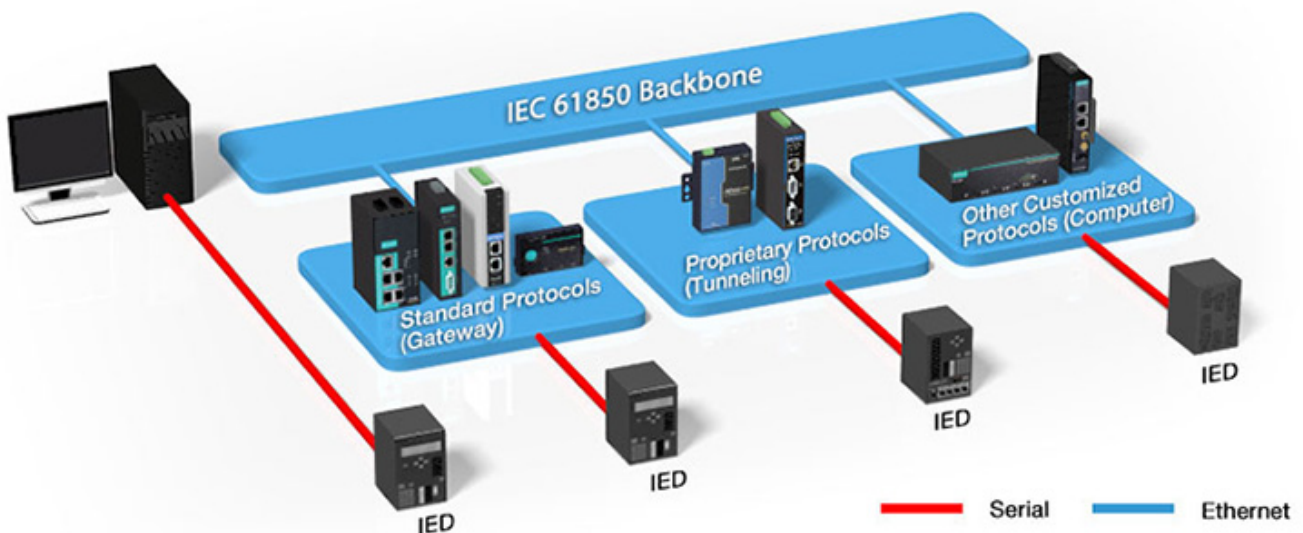 IEC 61850 Backbone
Standard Protocols
(Gateway)
Proprietary Protocols
(Tunneling)
Other Customized
Protocols (Computer)
IED
IED
IED
IED
Serial
Ethernet